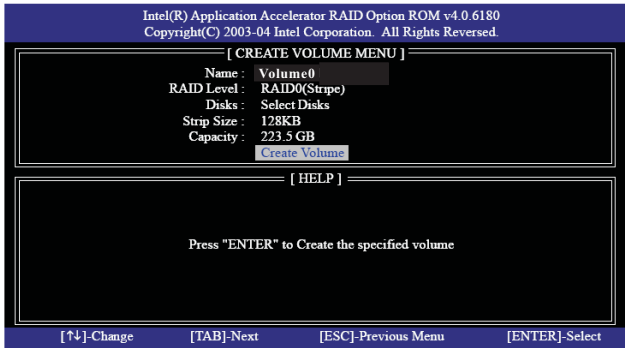 Intel(R) Application Accelerator RAID Option ROM v4.0.6180
Copyright(C) 2003-04 Intel Corporation. All Rights Reversed.
[ CREATE VOLUME MENU ]
Name : Volume0
RAID Level : RAID0(Stripe)
Disks : Select Disks
Strip Size : 128KB
Capacity : 223.5 GB
Create Volume
[ HELP ]
Press "ENTER" to Create the specified volume
[↑↓]-Change [TAB]-Next [ESC]-Previous Menu [ENTER]-Select